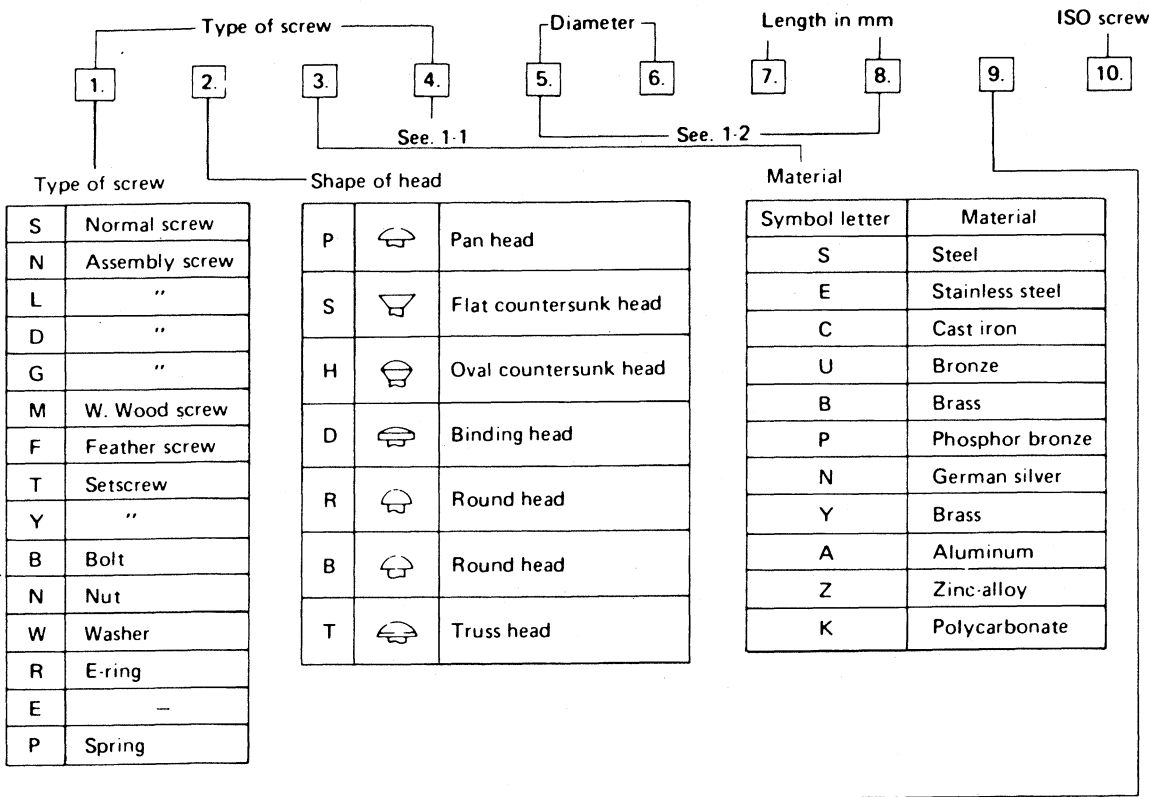 Type of screw Diameter Length in mm ISO screw
1. 2. 3. 4. 5. 6. 7. 8. 9. 10.
See. 1-1 See. 1-2
Type of screw
S Normal screw
N Assembly screw
L "
D "
G "
M W. Wood screw
F Feather screw
T Setscrew
Y "
B Bolt
N Nut
W Washer
R E-ring
E —
P Spring
Shape of head
P Pan head
S Flat countersunk head
H Oval countersunk head
D Binding head
R Round head
B Round head
T Truss head
Material
Symbol letter Material
S Steel
E Stainless steel
C Cast iron
U Bronze
B Brass
P Phosphor bronze
N German silver
Y Brass
A Aluminum
Z Zinc-alloy
K Polycarbonate